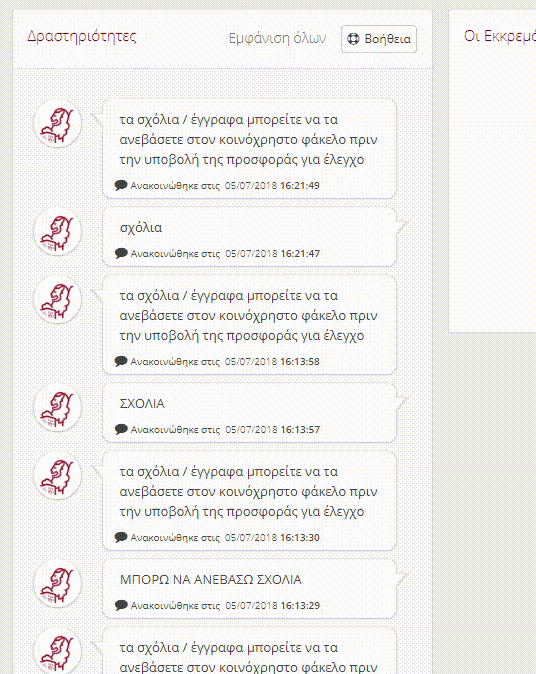 Δραστηριότητες
Εμφάνιση όλων
Βοήθεια
Οι Εκκρεμό
τα σχόλια / έγγραφα μπορείτε να τα
ανεβάσετε στον κοινόχρηστο φάκελο πριν
την υποβολή της προσφοράς για έλεγχο
Ανακοινώθηκε στις 05/07/2018 16:21:49
σχόλια
Ανακοινώθηκε στις 05/07/2018 16:21:47
τα σχόλια / έγγραφα μπορείτε να τα
ανεβάσετε στον κοινόχρηστο φάκελο πριν
την υποβολή της προσφοράς για έλεγχο
Ανακοινώθηκε στις 05/07/2018 16:13:58
ΣΧΟΛΙΑ
Ανακοινώθηκε στις 05/07/2018 16:13:57
τα σχόλια / έγγραφα μπορείτε να τα
ανεβάσετε στον κοινόχρηστο φάκελο πριν
την υποβολή της προσφοράς για έλεγχο
Ανακοινώθηκε στις 05/07/2018 16:13:30
ΜΠΟΡΩ ΝΑ ΑΝΕΒΑΣΩ ΣΧΟΛΙΑ
Ανακοινώθηκε στις 05/07/2018 16:13:29
τα σχόλια / έγγραφα μπορείτε να τα
ανεβάσετε στον κοινόχρηστο φάκελο πριν